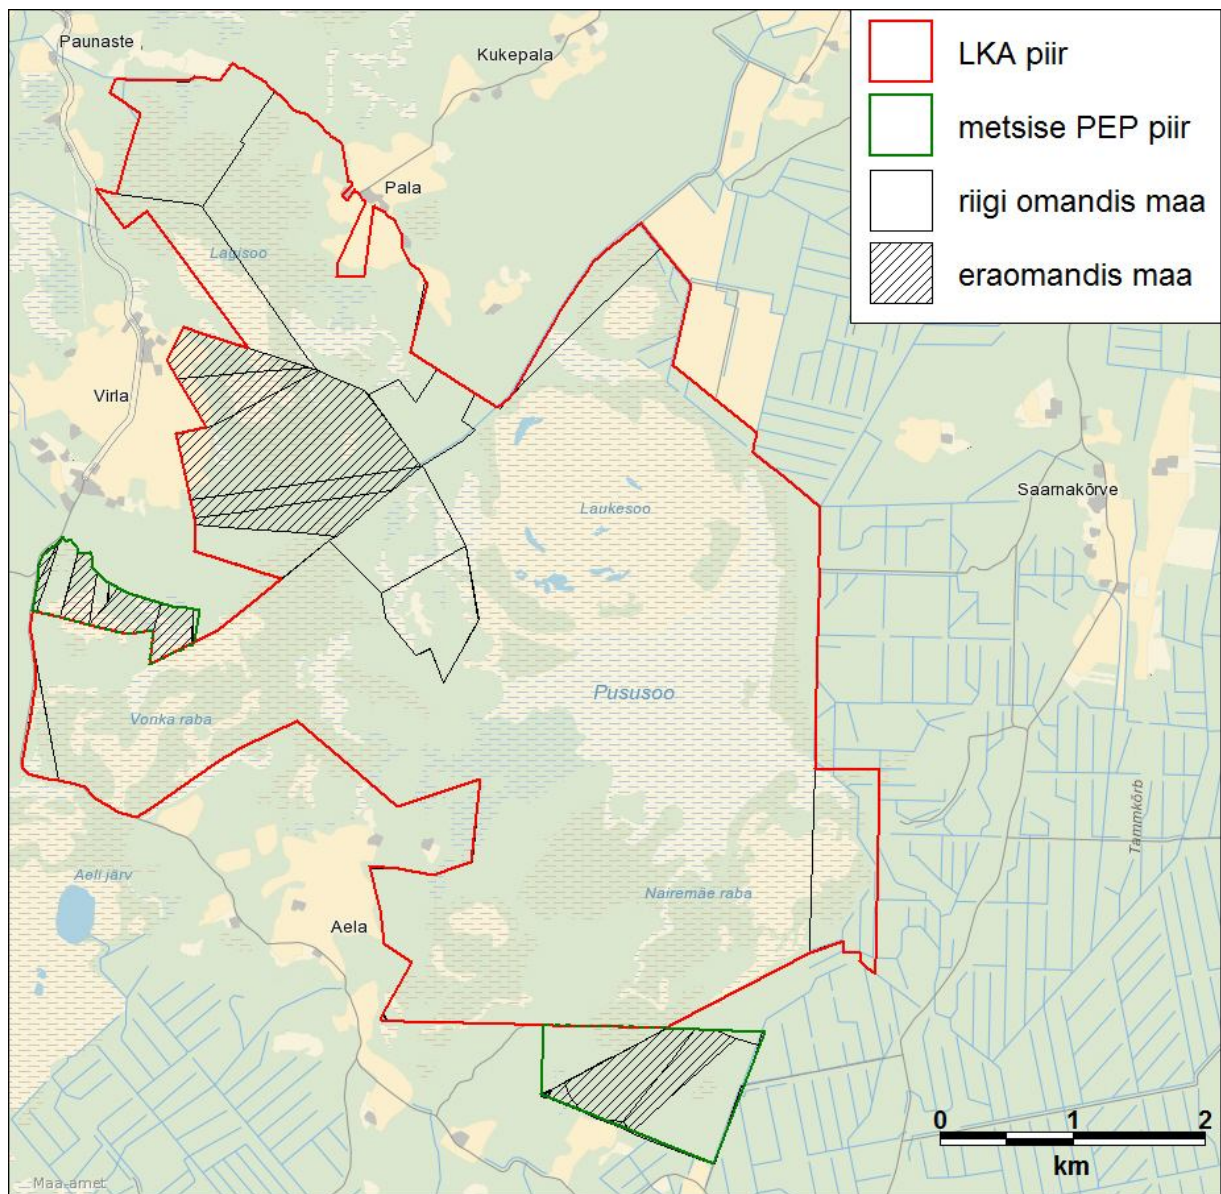 Paunaste
Kukepala
LKA piir
metsise PEP piir
riigi omandis maa
eraomandis maa
Pala
Lagisoo
Virla
Saarnakõrve
Laukesoo
Pususoo
Vonka raba
Tammkõrb
Aeli järv
Nairemäe raba
Aela
0 1 2
km
Maa-amet